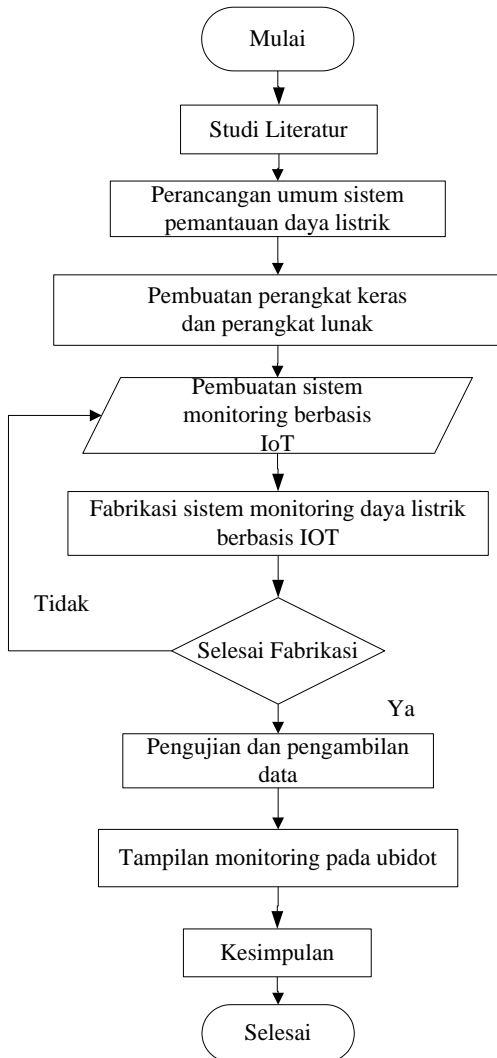 Mulai
Studi Literatur
Perancangan umum sistem
pemantauan daya listrik
Pembuatan perangkat keras
dan perangkat lunak
Pembuatan sistem
monitoring berbasis
IoT
Fabrikasi sistem monitoring daya listrik
berbasis IOT
Tidak
Selesai Fabrikasi
Ya
Pengujian dan pengambilan
data
Tampilan monitoring pada ubidot
Kesimpulan
Selesai